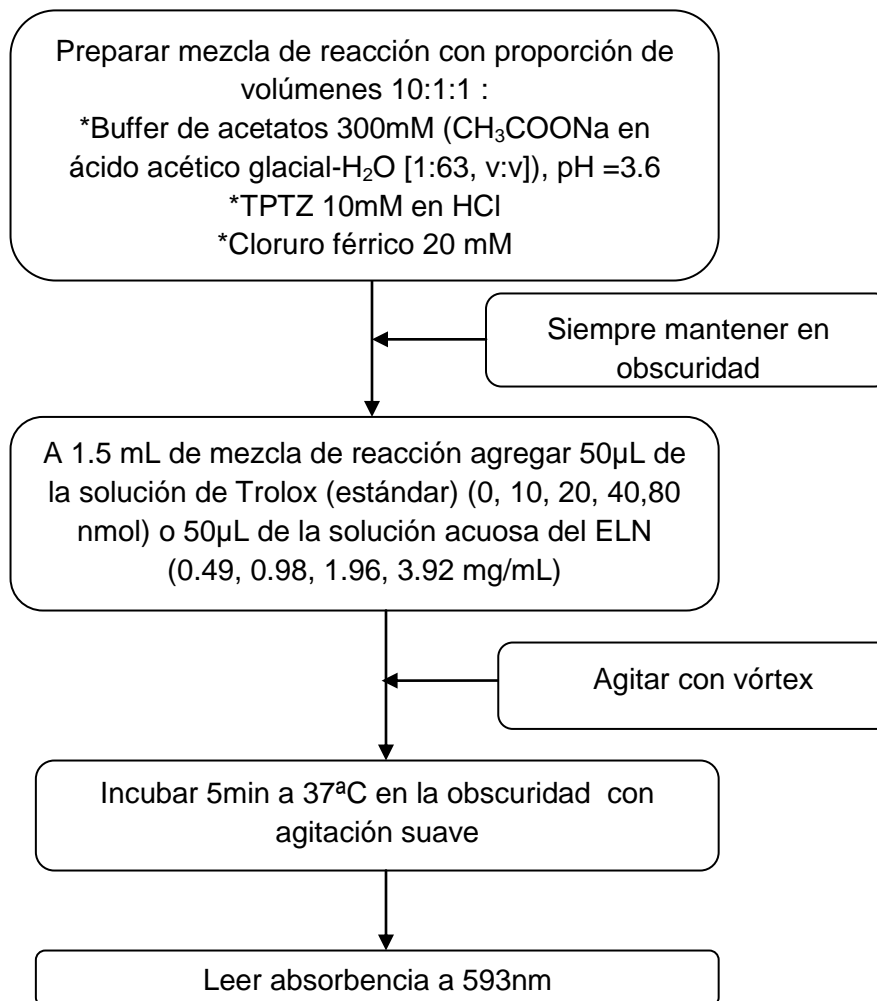 Preparar mezcla de reacción con proporción de
volúmenes 10:1:1 :
*Buffer de acetatos 300mM (CH₃COONa en
ácido acético glacial-H₂O [1:63, v:v]), pH =3.6
*TPTZ 10mM en HCl
*Cloruro férrico 20 mM
Siempre mantener en
obscuridad
A 1.5 mL de mezcla de reacción agregar 50µL de
la solución de Trolox (estándar) (0, 10, 20, 40,80
nmol) o 50µL de la solución acuosa del ELN
(0.49, 0.98, 1.96, 3.92 mg/mL)
Agitar con vórtex
Incubar 5min a 37ªC en la obscuridad con
agitación suave
Leer absorbencia a 593nm